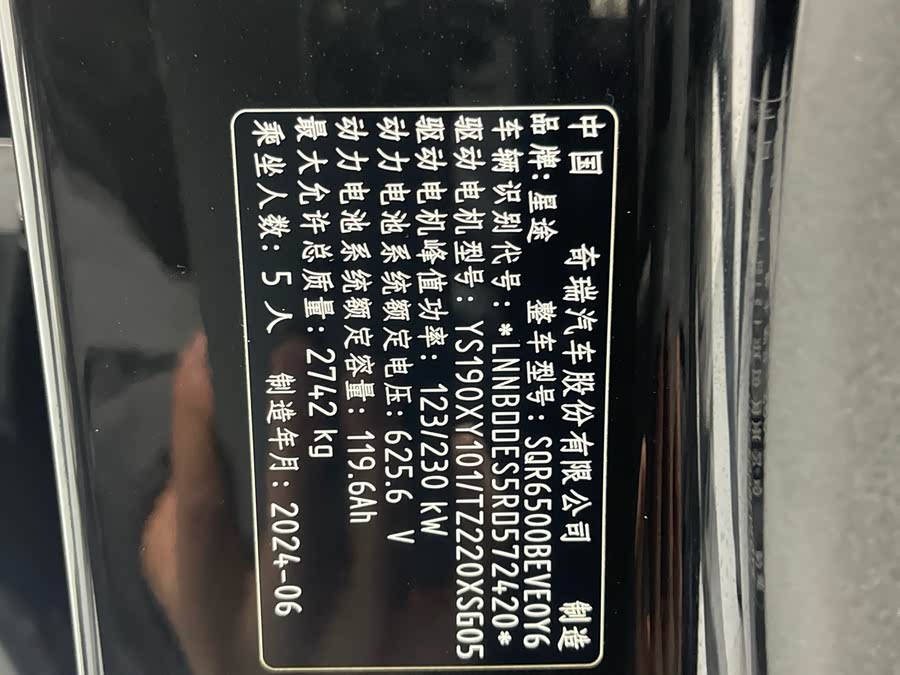 中国 奇瑞汽车股份有限公司 制造
品牌: 星途 整车型号: SQR6500BEVE0Y6
车辆识别代号: *LNNBDDES5RD572420*
驱动电机型号: YS190XY101/TZ220XSG05
驱动电机峰值功率: 123/230 kW
动力电池系统额定电压: 625.6 V
动力电池系统额定容量: 119.6Ah
最大允许总质量: 2742 kg
乘坐人数: 5 人 制造年月: 2024-06